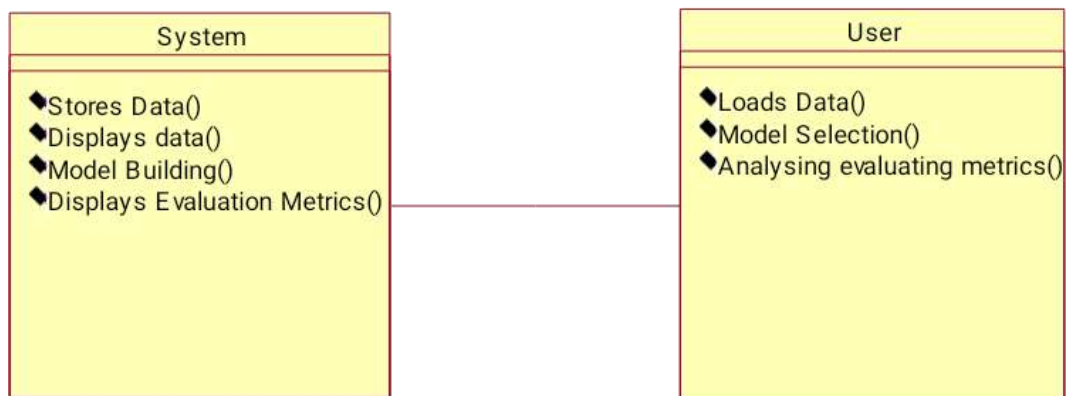 System
Stores Data()
Displays data()
Model Building()
Displays Evaluation Metrics()
User
Loads Data()
Model Selection()
Analysing evaluating metrics()